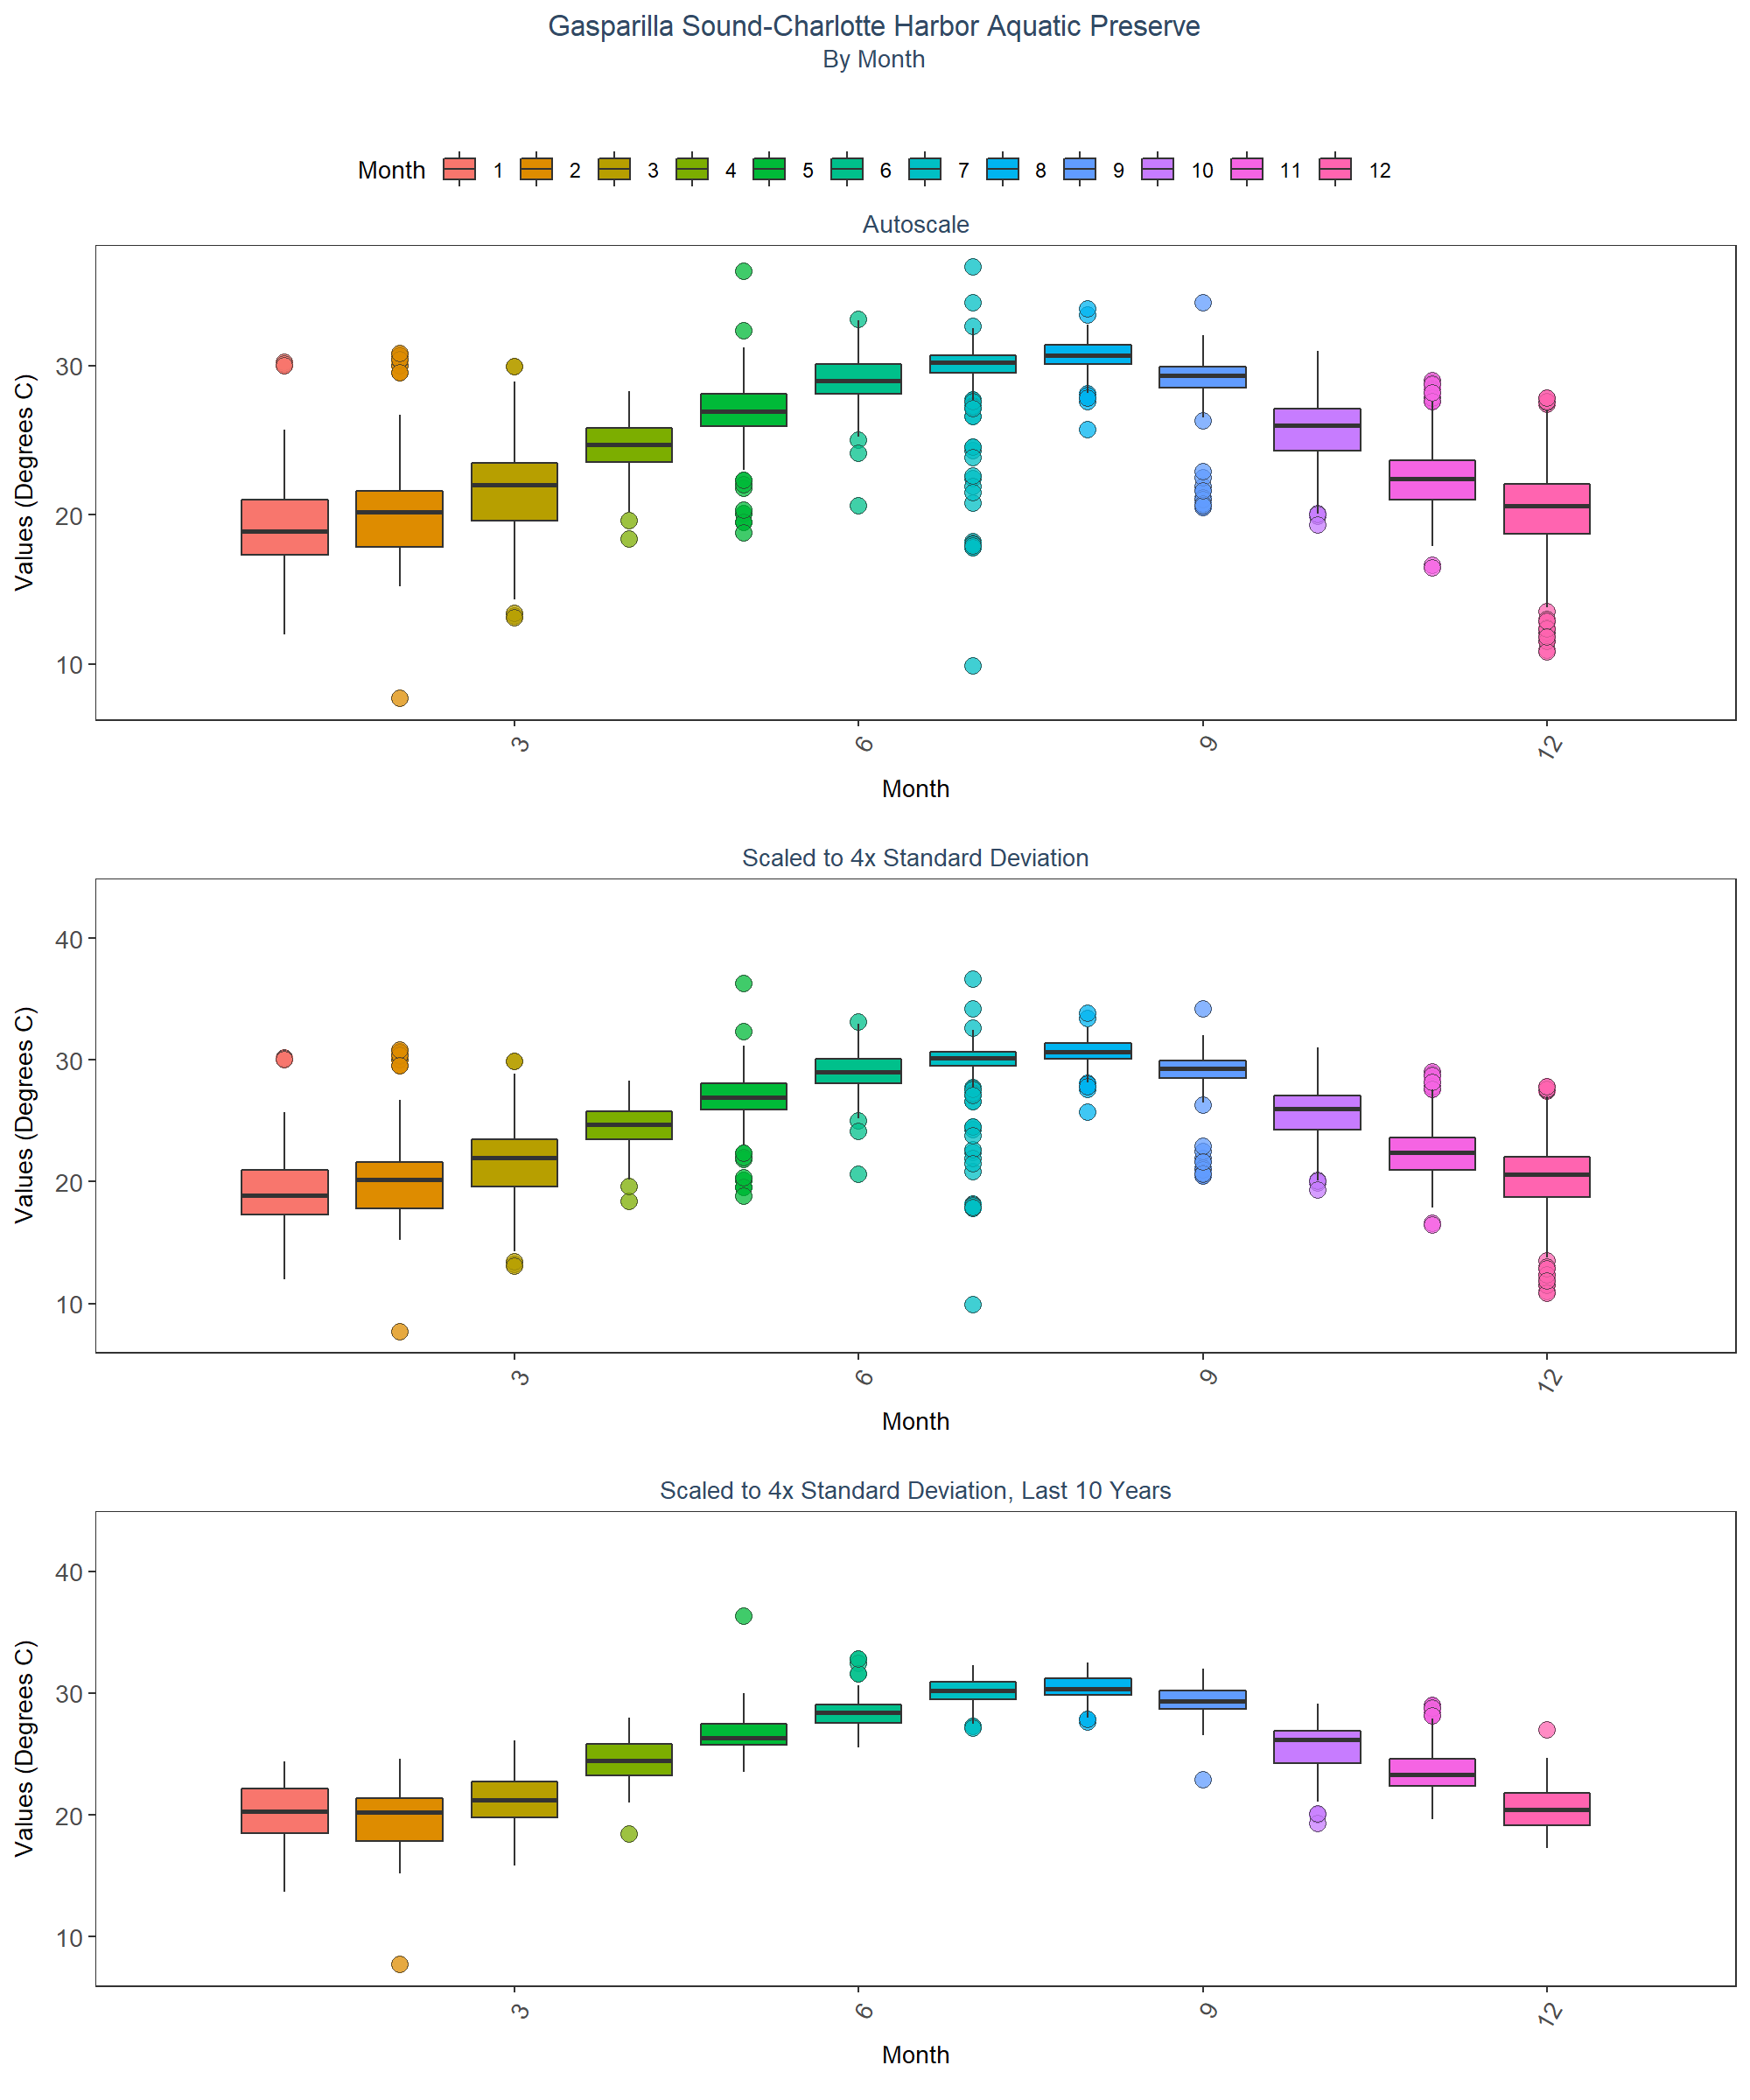 Gasparilla Sound-Charlotte Harbor Aquatic Preserve
By Month
Month 1 2 3 4 5 6 7 8 9 10 11 12
Autoscale
Values (Degrees C)
30
20
10
3 6 9 12
Month
Scaled to 4x Standard Deviation
Values (Degrees C)
40
30
20
10
3 6 9 12
Month
Scaled to 4x Standard Deviation, Last 10 Years
Values (Degrees C)
40
30
20
10
3 6 9 12
Month